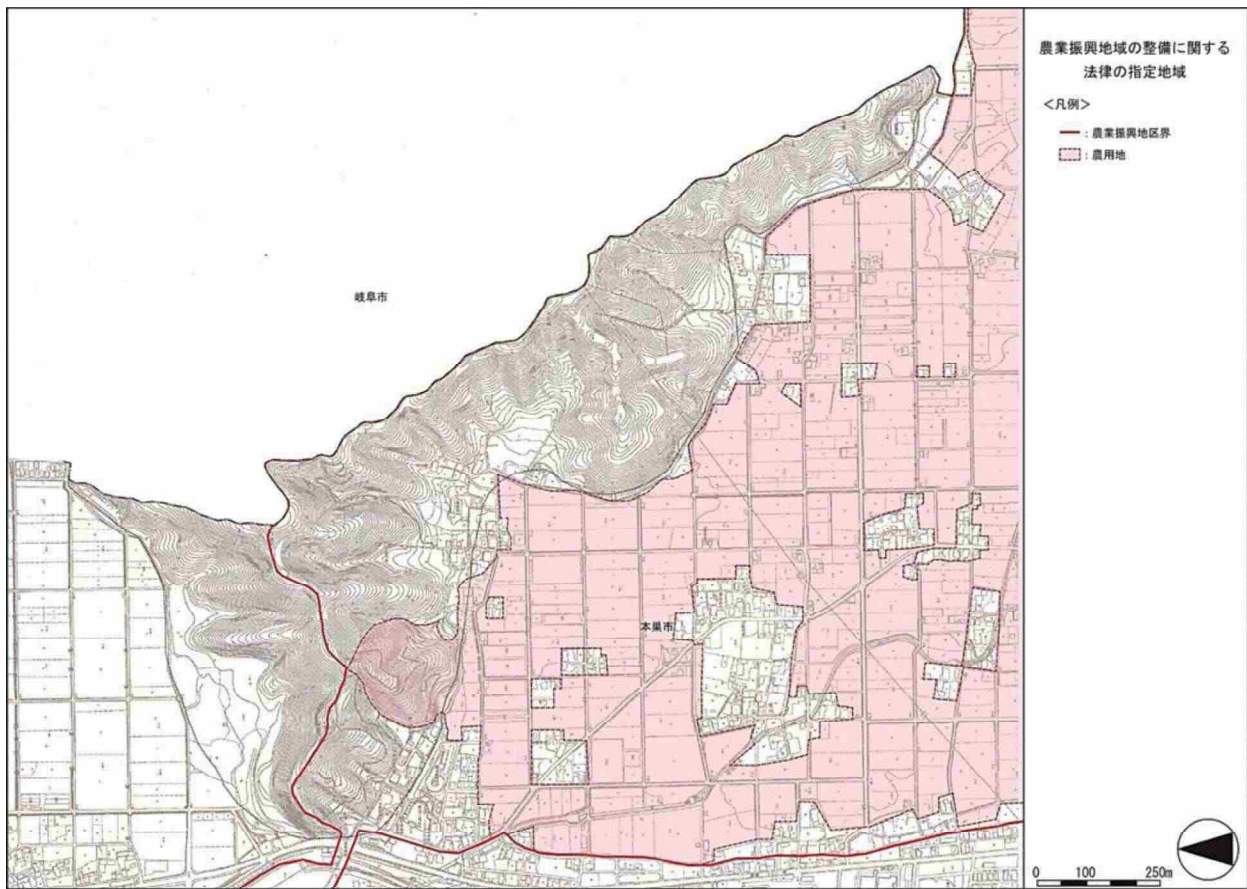 農業振興地域の整備に関する
法律の指定地域
<凡例>
：農業振興地区界
：農用地
岐阜市
本巣市
0 100 250m